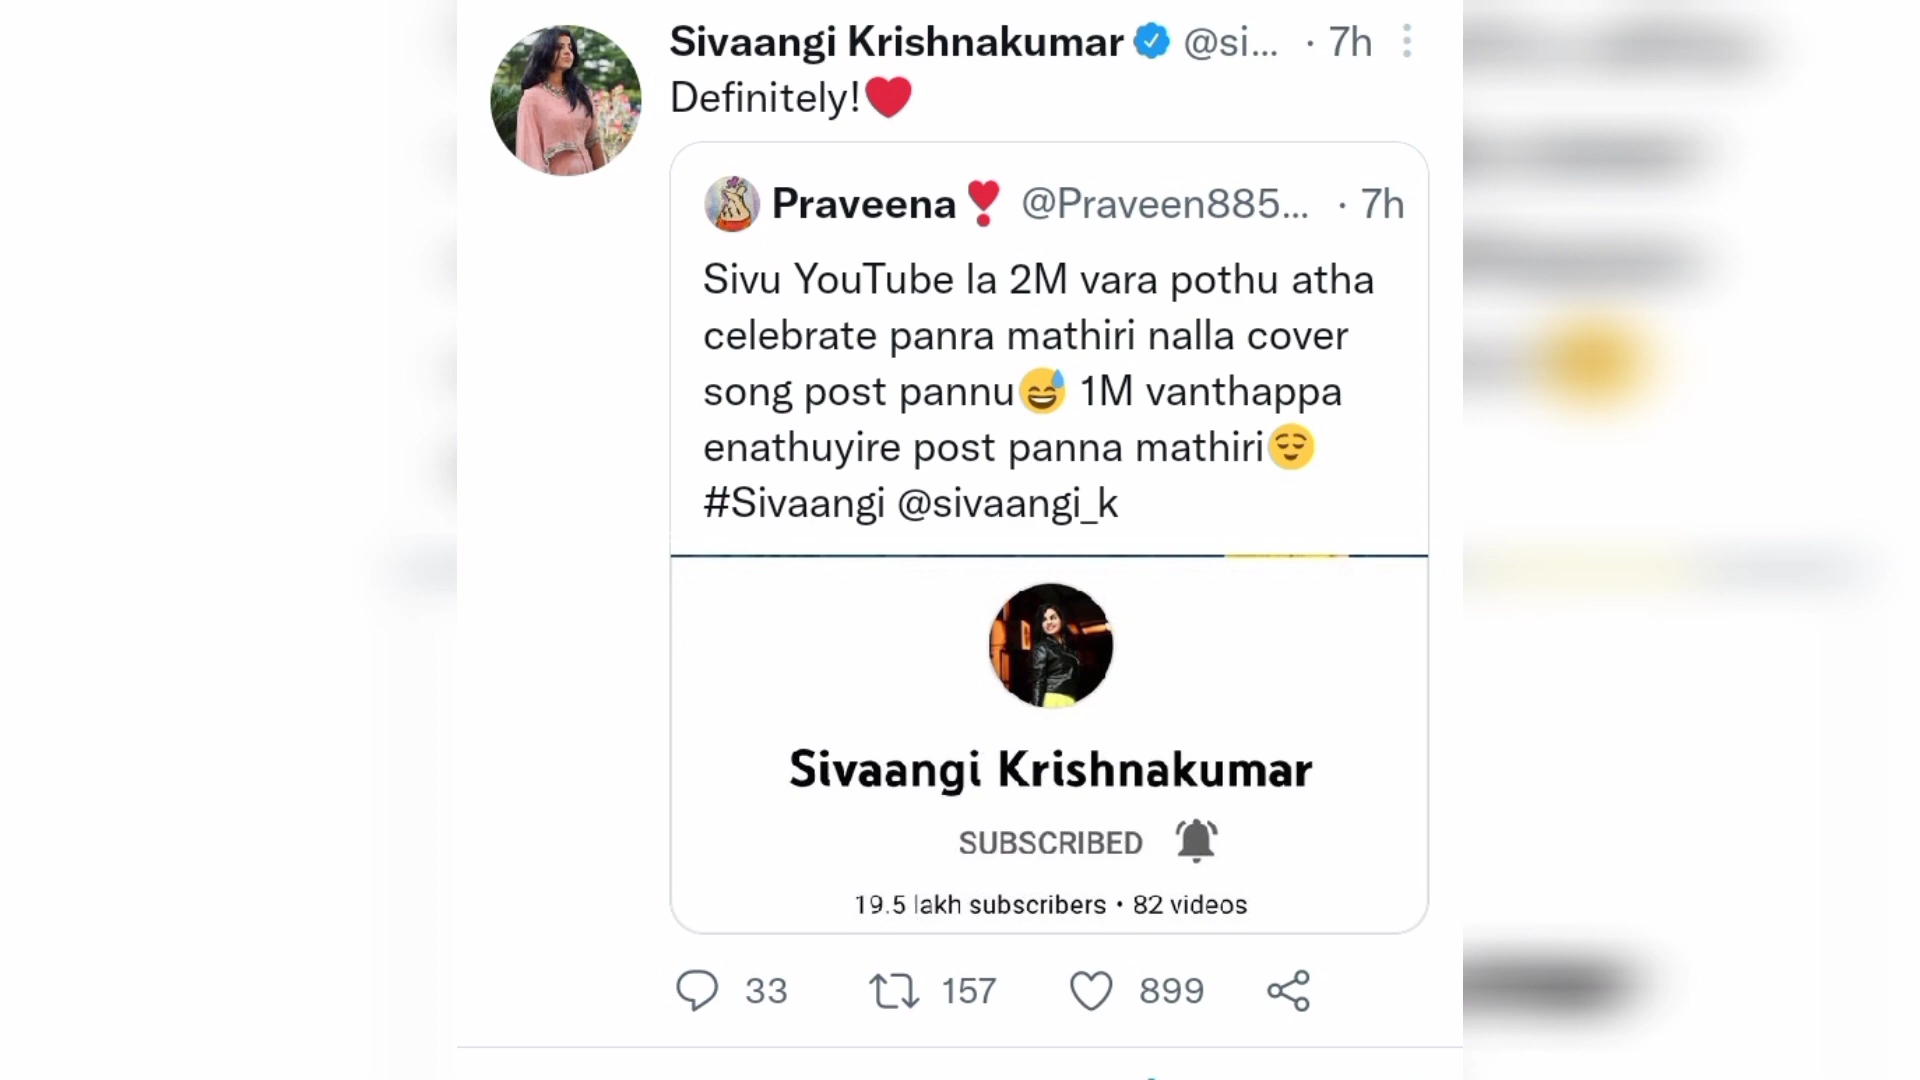 Sivaangi Krishnakumar @si... · 7h
Definitely!❤️
Praveena❣️ @Praveen885... · 7h
Sivu YouTube la 2M vara pothu atha
celebrate panra mathiri nalla cover
song post pannu😅 1M vanthappa
enathuyire post panna mathiri😌
#Sivaangi @sivaangi_k
Sivaangi Krishnakumar
SUBSCRIBED
19.5 lakh subscribers • 82 videos
33 157 899